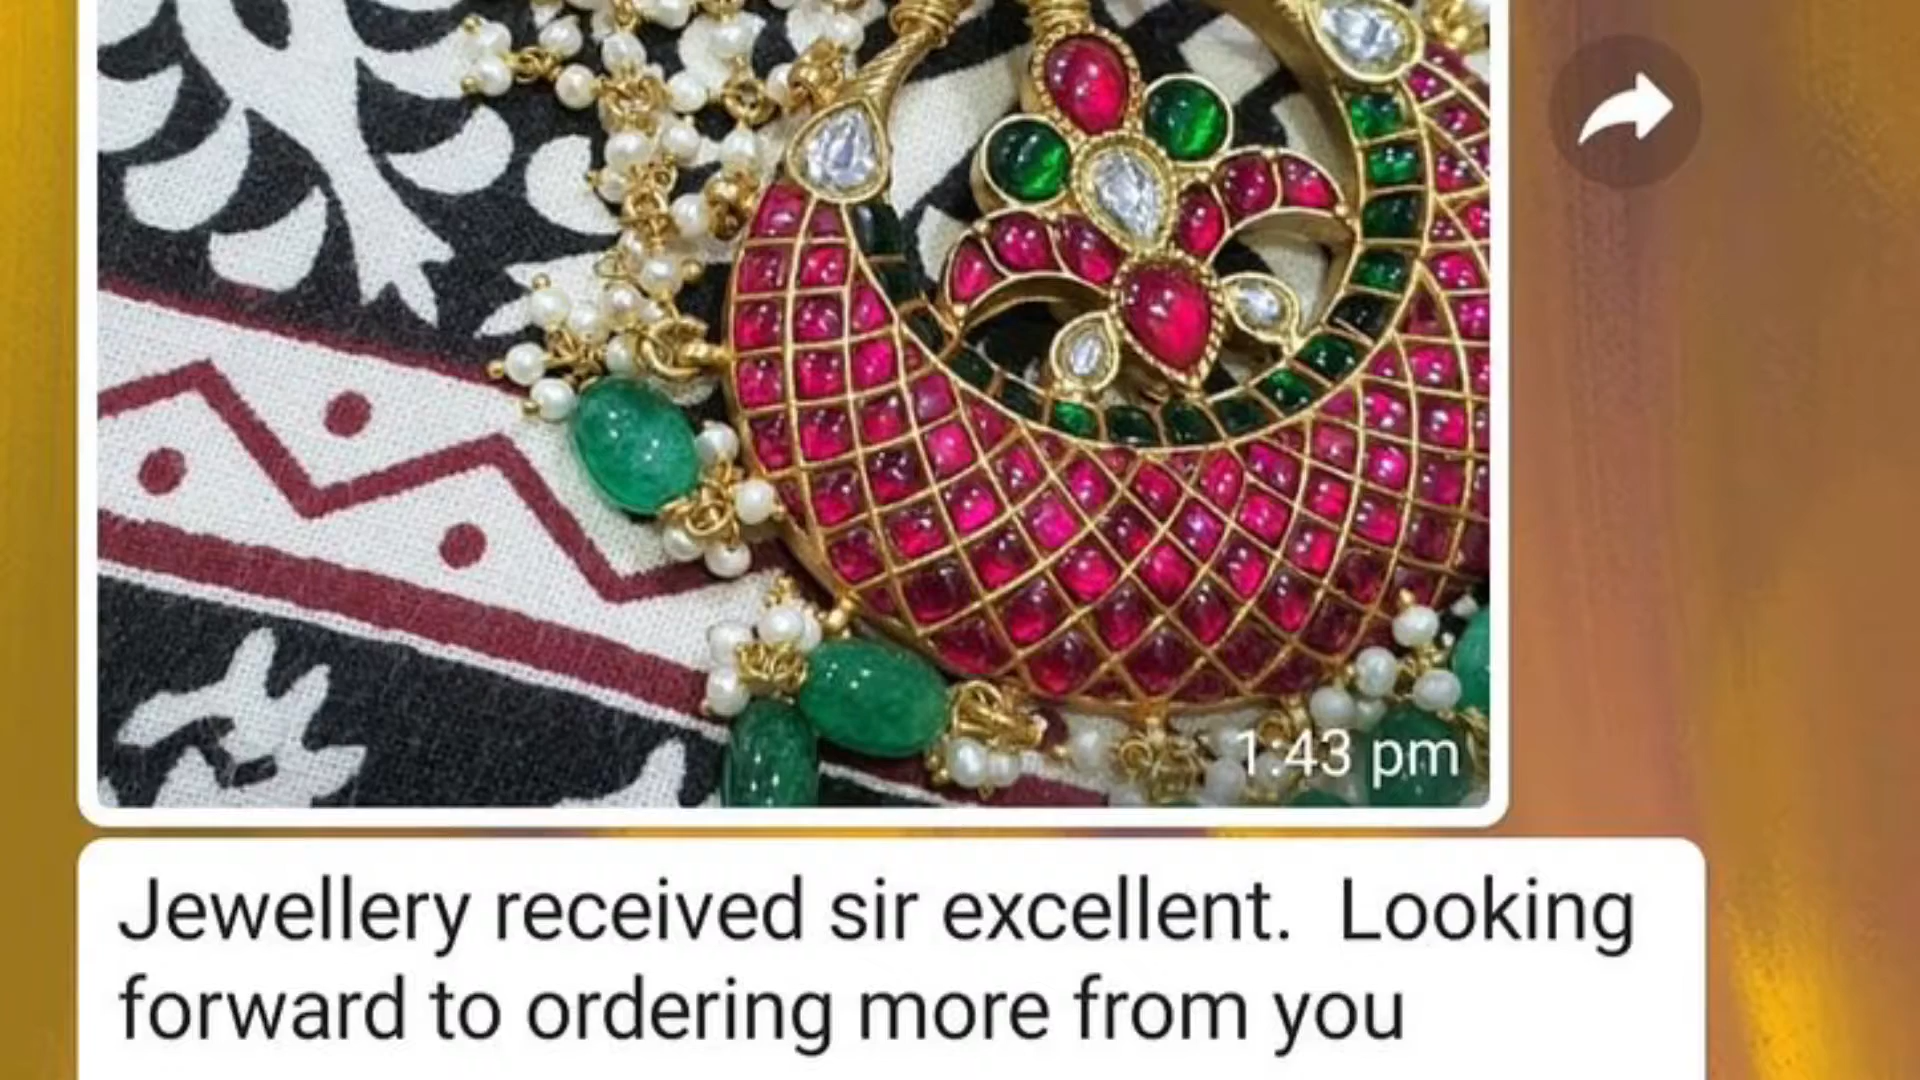 1:43 pm
Jewellery received sir excellent.  Looking
forward to ordering more from you